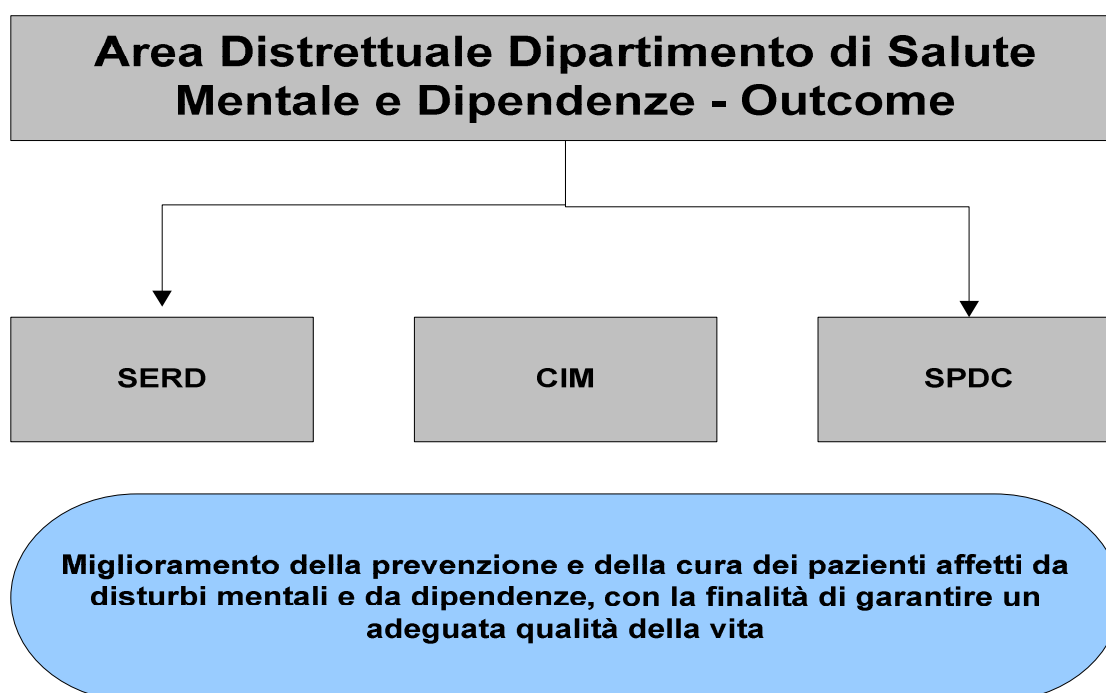 Area Distrettuale Dipartimento di Salute
Mentale e Dipendenze - Outcome
SERD
CIM
SPDC
Miglioramento della prevenzione e della cura dei pazienti affetti da
disturbi mentali e da dipendenze, con la finalità di garantire un
adeguata qualità della vita